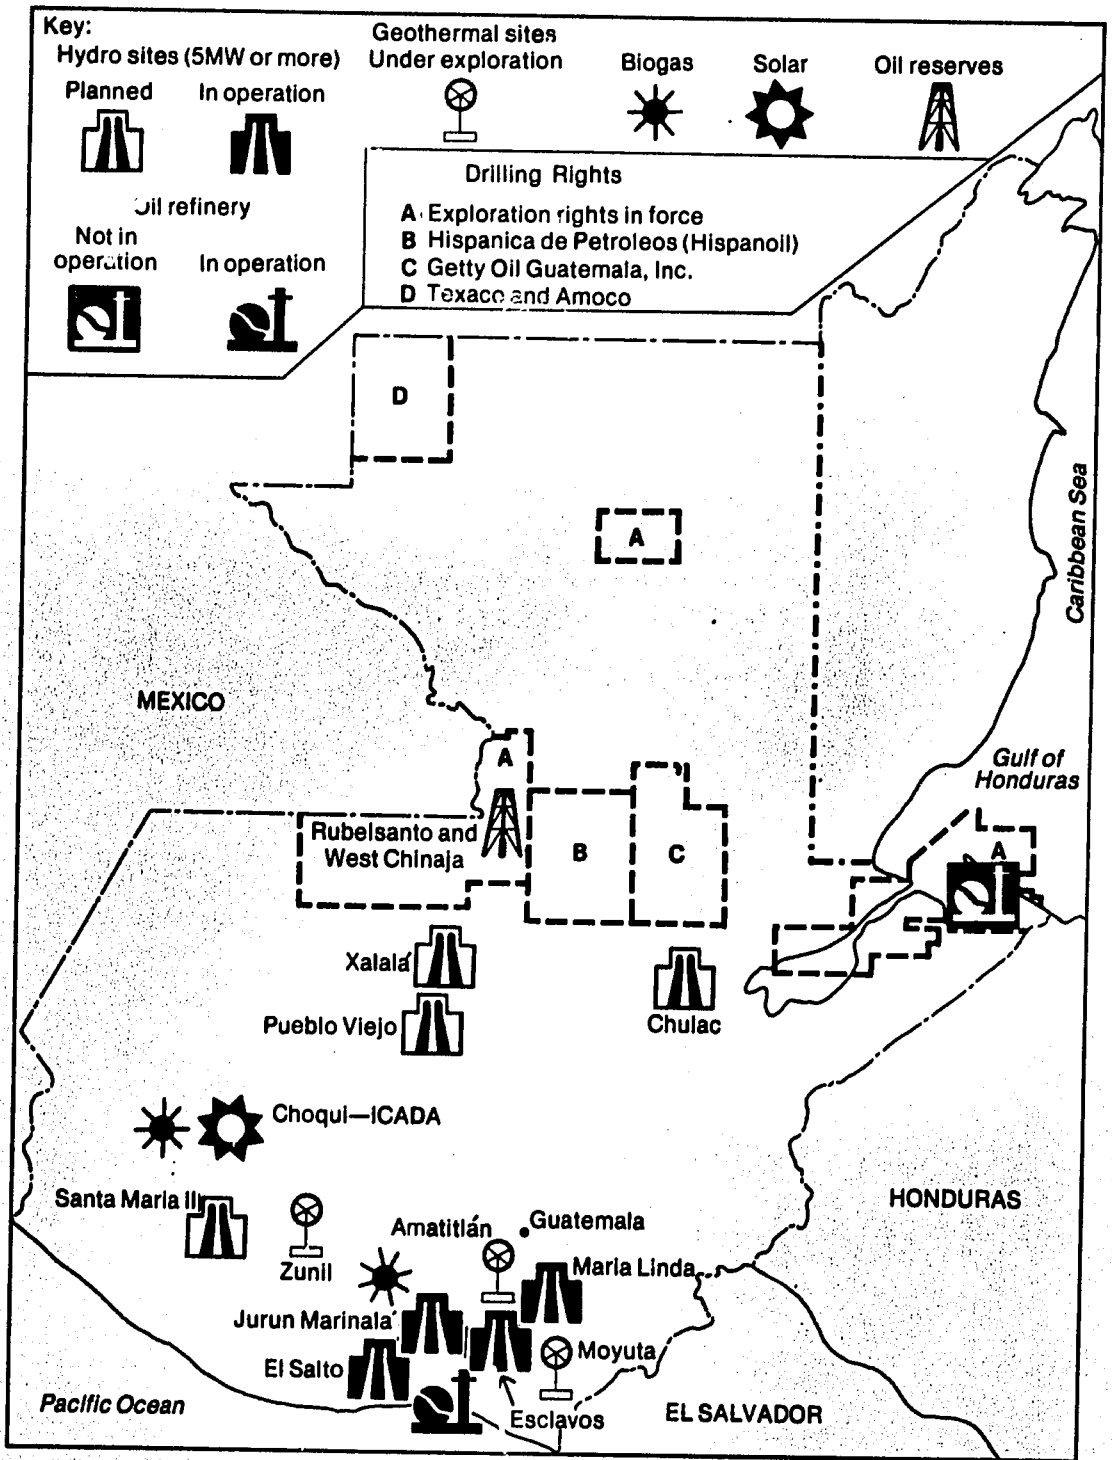 Key:
Hydro sites (5MW or more)
Planned
In operation
Geothermal sites
Under exploration
Biogas
Solar
Oil reserves
Oil refinery
Not in
operation
In operation
Drilling Rights
A Exploration rights in force
B Hispanica de Petroleos (Hispanoil)
C Getty Oil Guatemala, Inc.
D Texaco and Amoco
D
A
Caribbean Sea
MEXICO
A
Gulf of
Honduras
Rubelsanto and
West Chinaja
B
C
A
Xalalá
Pueblo Viejo
Chulac
Choqui—ICADA
Santa Maria II
Zunil
Amatitlán
Guatemala
HONDURAS
Maria Linda
Jurun Marinalá
El Salto
Moyuta
Esclavos
Pacific Ocean
EL SALVADOR